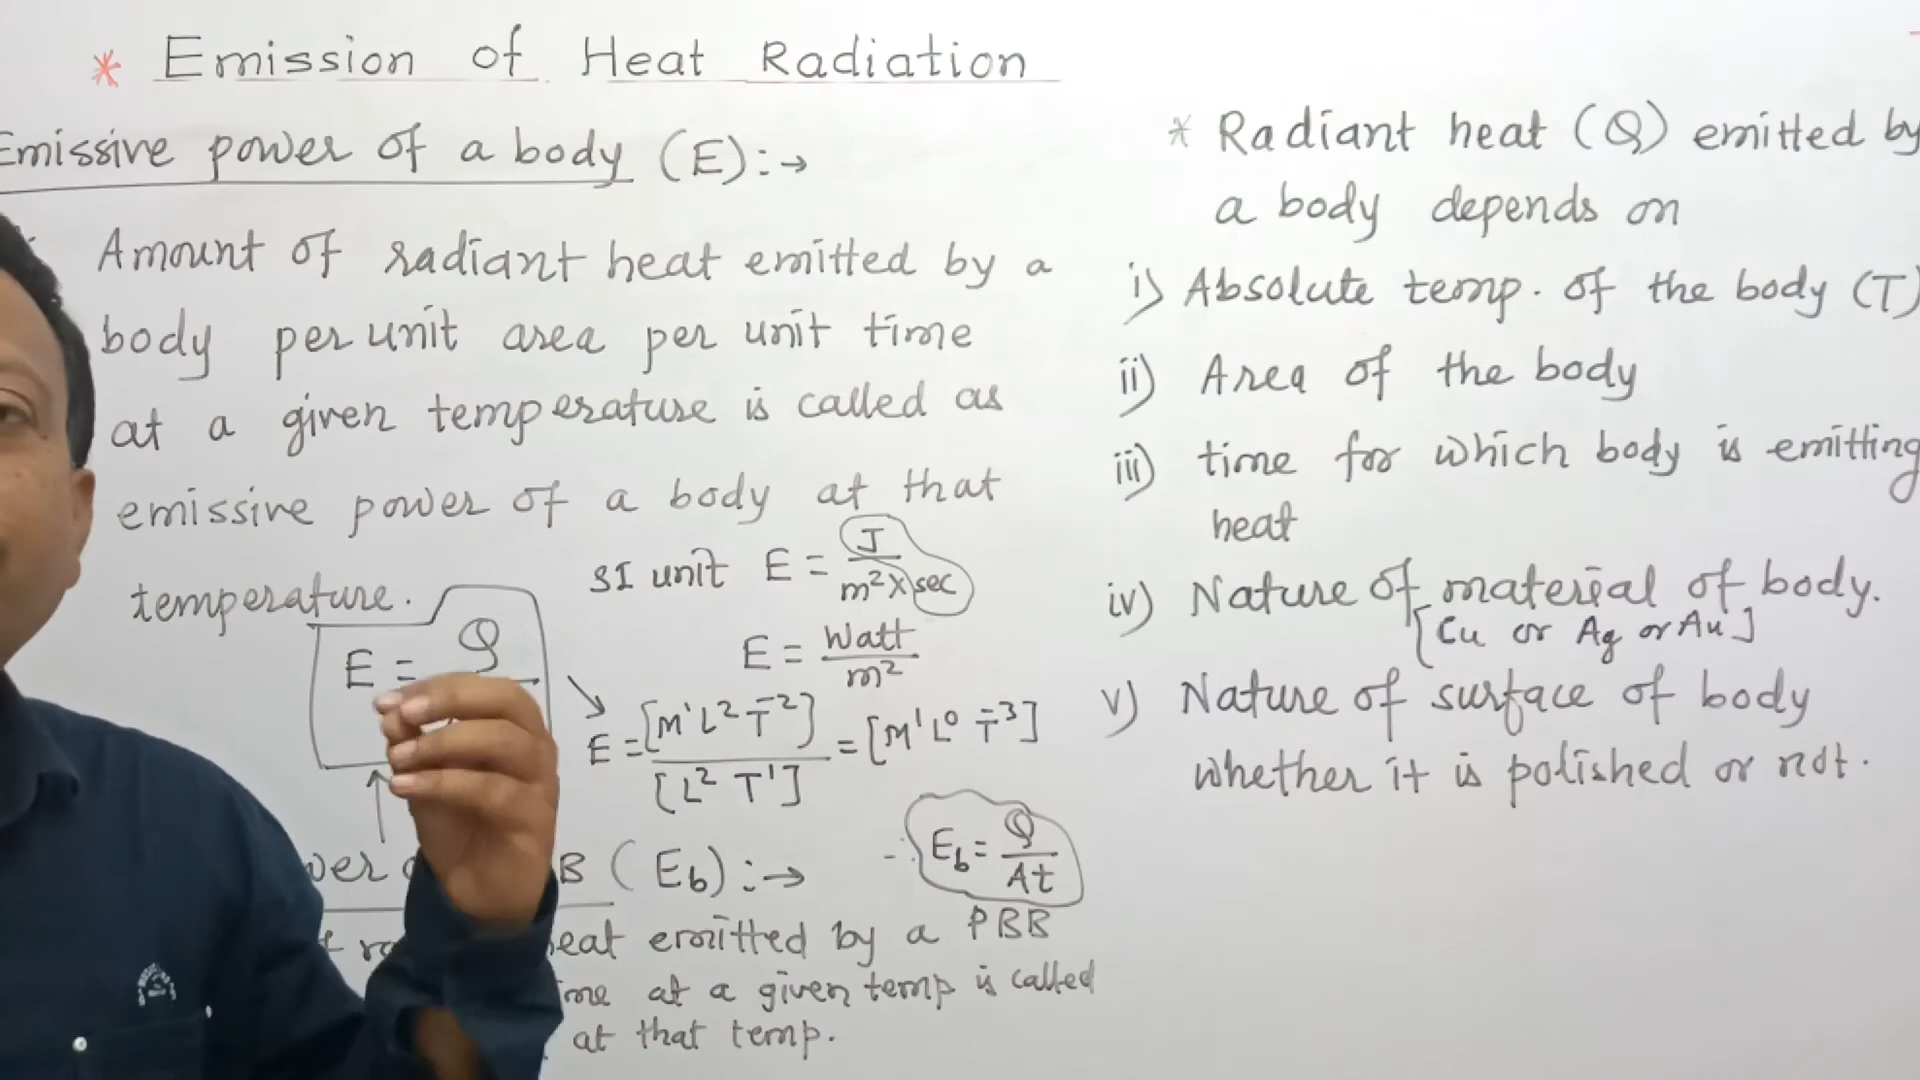 * Emission of Heat Radiation
Emissive power of a body (E):→
Amount of radiant heat emitted by a
body per unit area per unit time
at a given temperature is called as
emissive power of a body at that
temperature.
E = Q
SI unit E = J / m² x sec
E = Watt / m²
E = [M¹L²T⁻²] / [L² T¹] = [M¹L⁰T⁻³]
B (Eb):→
Eb = Q / At
heat emitted by a PBB
at a given temp is called
at that temp.
* Radiant heat (Q) emitted by
a body depends on
i) Absolute temp. of the body (T)
ii) Area of the body
iii) time for which body is emitting
heat
iv) Nature of material of body.
[Cu or Ag or Au]
v) Nature of surface of body
whether it is polished or not.